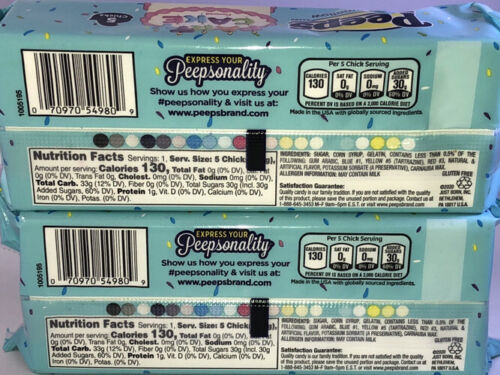 Peeps
CAKE
5
Chicks
1005195
0 70970 54980 9
EXPRESS YOUR
Peepsonality
Show us how you express your
#peepsonality & visit us at:
www.peepsbrand.com
Per 5 Chick Serving
CALORIES 130
SAT FAT 0g 0% DV
SODIUM 0mg 0% DV
ADDED SUGARS 30g 60% DV
PERCENT DV IS BASED ON A 2,000 CALORIE DIET
Made in the USA with globally sourced ingredients.
Nutrition Facts Servings: 1, Serv. Size: 5 Chicks
Amount per serving: Calories 130, Total Fat 0g (0% DV),
0g (0% DV), Trans Fat 0g, Cholest. 0mg (0% DV), Sodium 0mg (0% DV),
Total Carb. 33g (12% DV), Fiber 0g (0% DV), Total Sugars 30g (Incl. 30g
Added Sugars, 60% DV), Protein 1g, Vit. D (0% DV), Calcium (0% DV),
Iron (0% DV), Potas. (0% DV).
INGREDIENTS: SUGAR, CORN SYRUP, GELATIN, CONTAINS LESS THAN 0.5% OF THE
FOLLOWING: GUM ARABIC, BLUE #1, YELLOW #5 (TARTRAZINE), RED #3, NATURAL &
ARTIFICIAL FLAVOR, POTASSIUM SORBATE (A PRESERVATIVE), CARNAUBA WAX.
ALLERGEN INFORMATION: MAY CONTAIN MILK
Satisfaction Guarantee:
Quality candy is our family tradition. If you are not satisfied with the quality
of this product, please save the unused portion and package. Contact us at:
1-888-645-3453 M-F 9am-5pm E.S.T. or visit www.peepsbrand.com.
GLUTEN
FREE
©2020
JUST BORN, INC.
BETHLEHEM,
PA 18017 U.S.A.
1005195
0 70970 54980 9
EXPRESS YOUR
Peepsonality
Show us how you express your
#peepsonality & visit us at:
www.peepsbrand.com
Per 5 Chick Serving
CALORIES 130
SAT FAT 0g 0% DV
SODIUM 0mg 0% DV
ADDED SUGARS 30g 60% DV
PERCENT DV IS BASED ON A 2,000 CALORIE DIET
Made in the USA with globally sourced ingredients.
Nutrition Facts Servings: 1, Serv. Size: 5 Chicks
Amount per serving: Calories 130, Total Fat 0g (0% DV),
0g (0% DV), Trans Fat 0g, Cholest. 0mg (0% DV), Sodium 0mg (0% DV),
Total Carb. 33g (12% DV), Fiber 0g (0% DV), Total Sugars 30g (Incl. 30g
Added Sugars, 60% DV), Protein 1g, Vit. D (0% DV), Calcium (0% DV),
Iron (0% DV), Potas. (0% DV).
INGREDIENTS: SUGAR, CORN SYRUP, GELATIN, CONTAINS LESS THAN 0.5% OF THE
FOLLOWING: GUM ARABIC, BLUE #1, YELLOW #5 (TARTRAZINE), RED #3, NATURAL &
ARTIFICIAL FLAVOR, POTASSIUM SORBATE (A PRESERVATIVE), CARNAUBA WAX.
ALLERGEN INFORMATION: MAY CONTAIN MILK
Satisfaction Guarantee:
Quality candy is our family tradition. If you are not satisfied with the quality
of this product, please save the unused portion and package. Contact us at:
1-888-645-3453 M-F 9am-5pm E.S.T. or visit www.peepsbrand.com.
GLUTEN
FREE
©2020
JUST BORN, INC.
BETHLEHEM,
PA 18017 U.S.A.